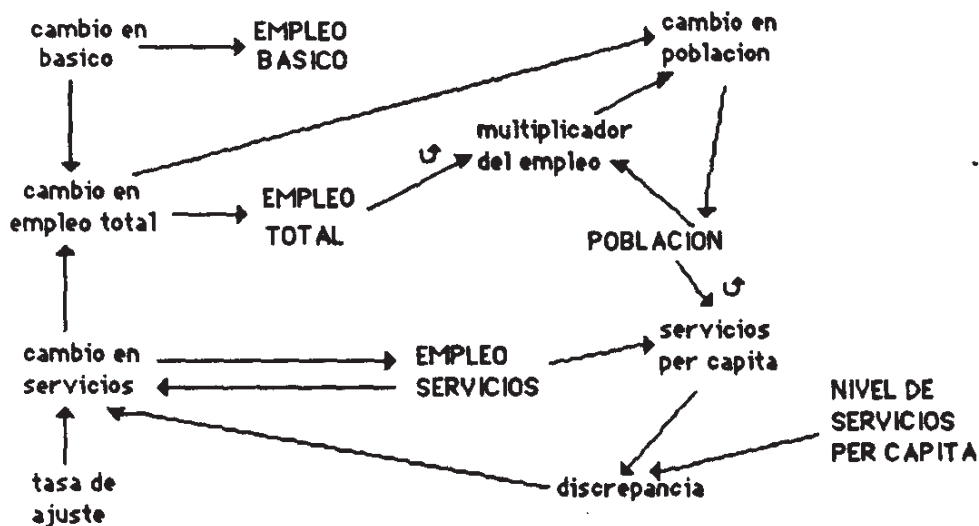 cambio en
basico
EMPLEO
BASICO
cambio en
poblacion
multiplicador
del empleo
cambio en
empleo total
EMPLEO
TOTAL
POBLACION
servicios
per capita
cambio en
servicios
EMPLEO
SERVICIOS
NIVEL DE
SERVICIOS
PER CAPITA
tasa de
ajuste
discrepancia